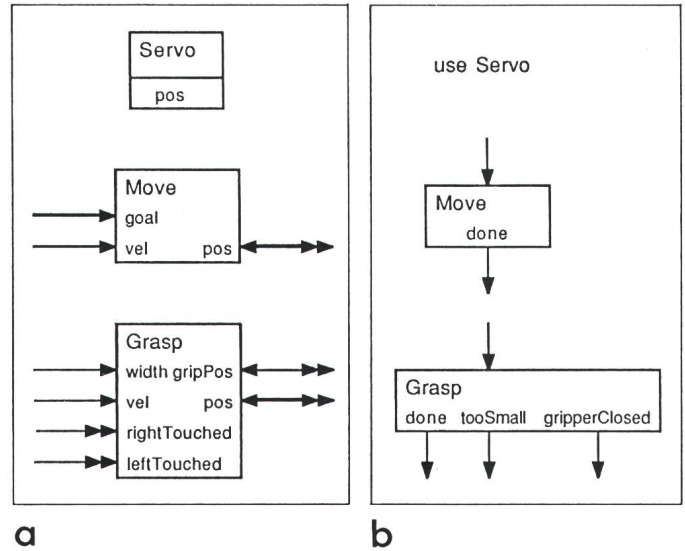 Servo
pos
Move
goal
vel pos
Grasp
width gripPos
vel pos
rightTouched
leftTouched
a
use Servo
Move
done
Grasp
done tooSmall gripperClosed
b